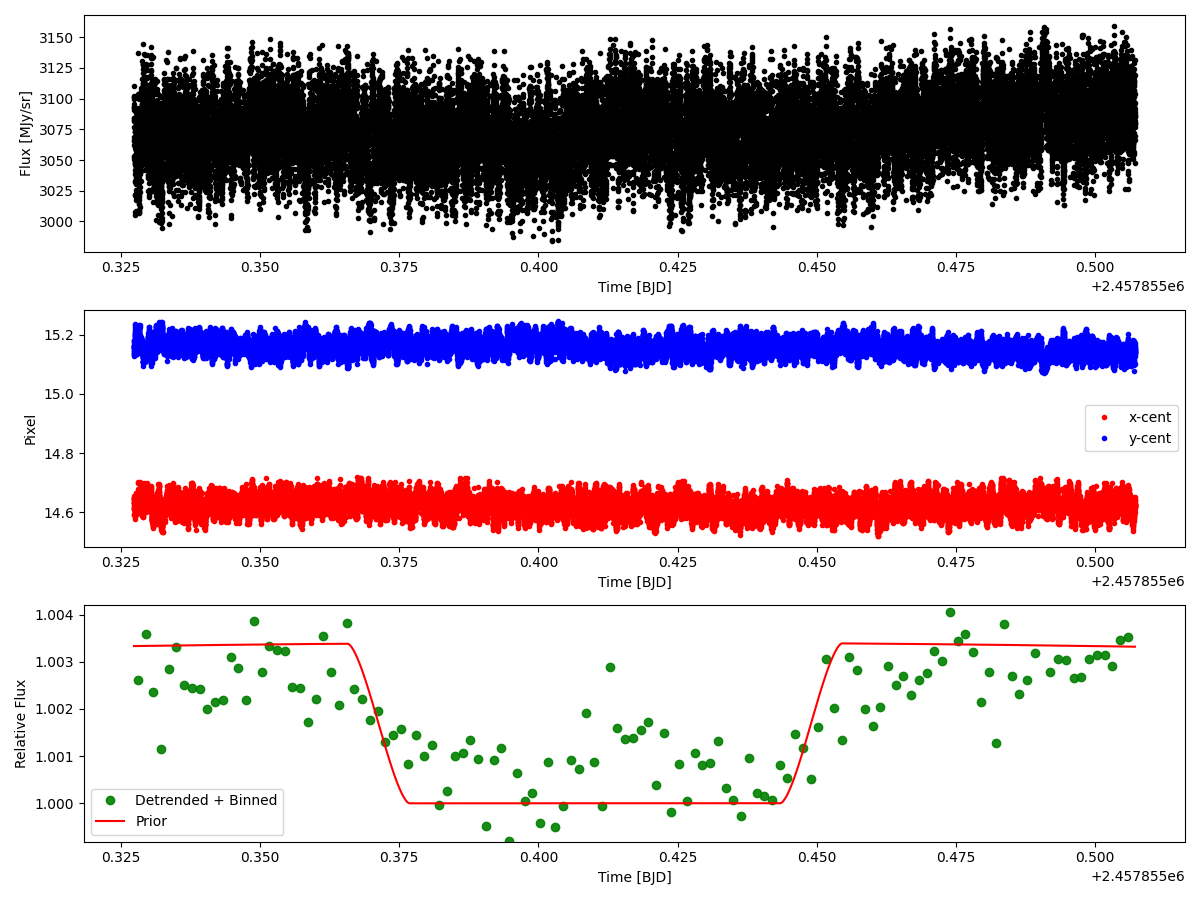 3150
3125
3100
3075
3050
3025
3000
Flux [MJy/sr]
0.325 0.350 0.375 0.400 0.425 0.450 0.475 0.500
Time [BJD]
+2.457855e6
15.2
15.0
14.8
14.6
Pixel
x-cent
y-cent
0.325 0.350 0.375 0.400 0.425 0.450 0.475 0.500
Time [BJD]
+2.457855e6
1.004
1.003
1.002
1.001
1.000
Relative Flux
Detrended + Binned
Prior
0.325 0.350 0.375 0.400 0.425 0.450 0.475 0.500
Time [BJD]
+2.457855e6